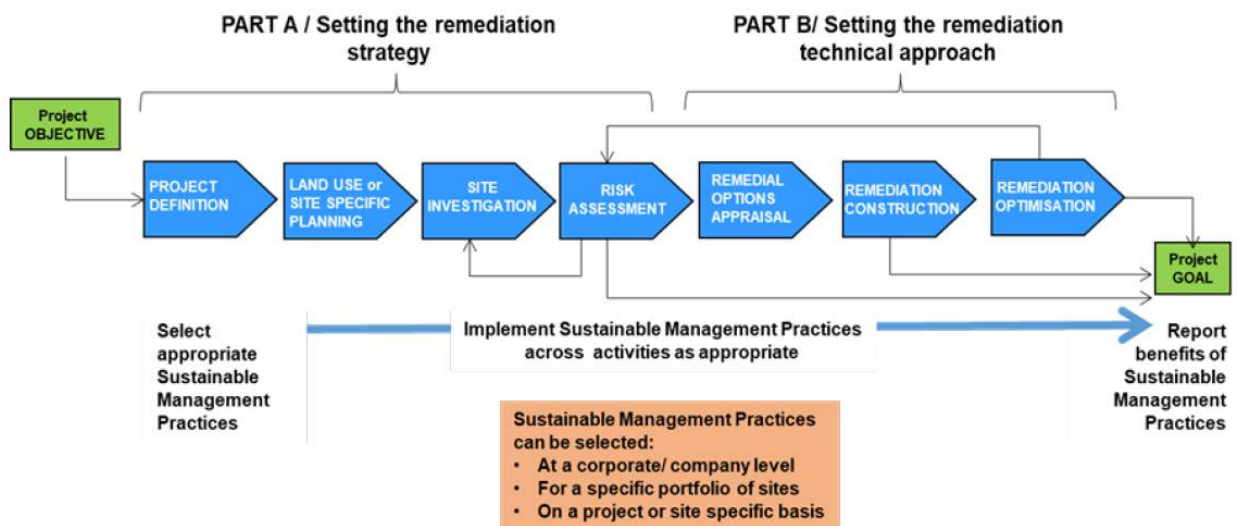 PART A / Setting the remediation
strategy
PART B/ Setting the remediation
technical approach
Project
OBJECTIVE
PROJECT
DEFINITION
LAND USE or
SITE SPECIFIC
PLANNING
SITE
INVESTIGATION
RISK
ASSESSMENT
REMEDIAL
OPTIONS
APPRAISAL
REMEDIATION
CONSTRUCTION
REMEDIATION
OPTIMISATION
Project
GOAL
Select
appropriate
Sustainable
Management
Practices
Implement Sustainable Management Practices
across activities as appropriate
Report
benefits of
Sustainable
Management
Practices
Sustainable Management Practices
can be selected:
• At a corporate/ company level
• For a specific portfolio of sites
• On a project or site specific basis